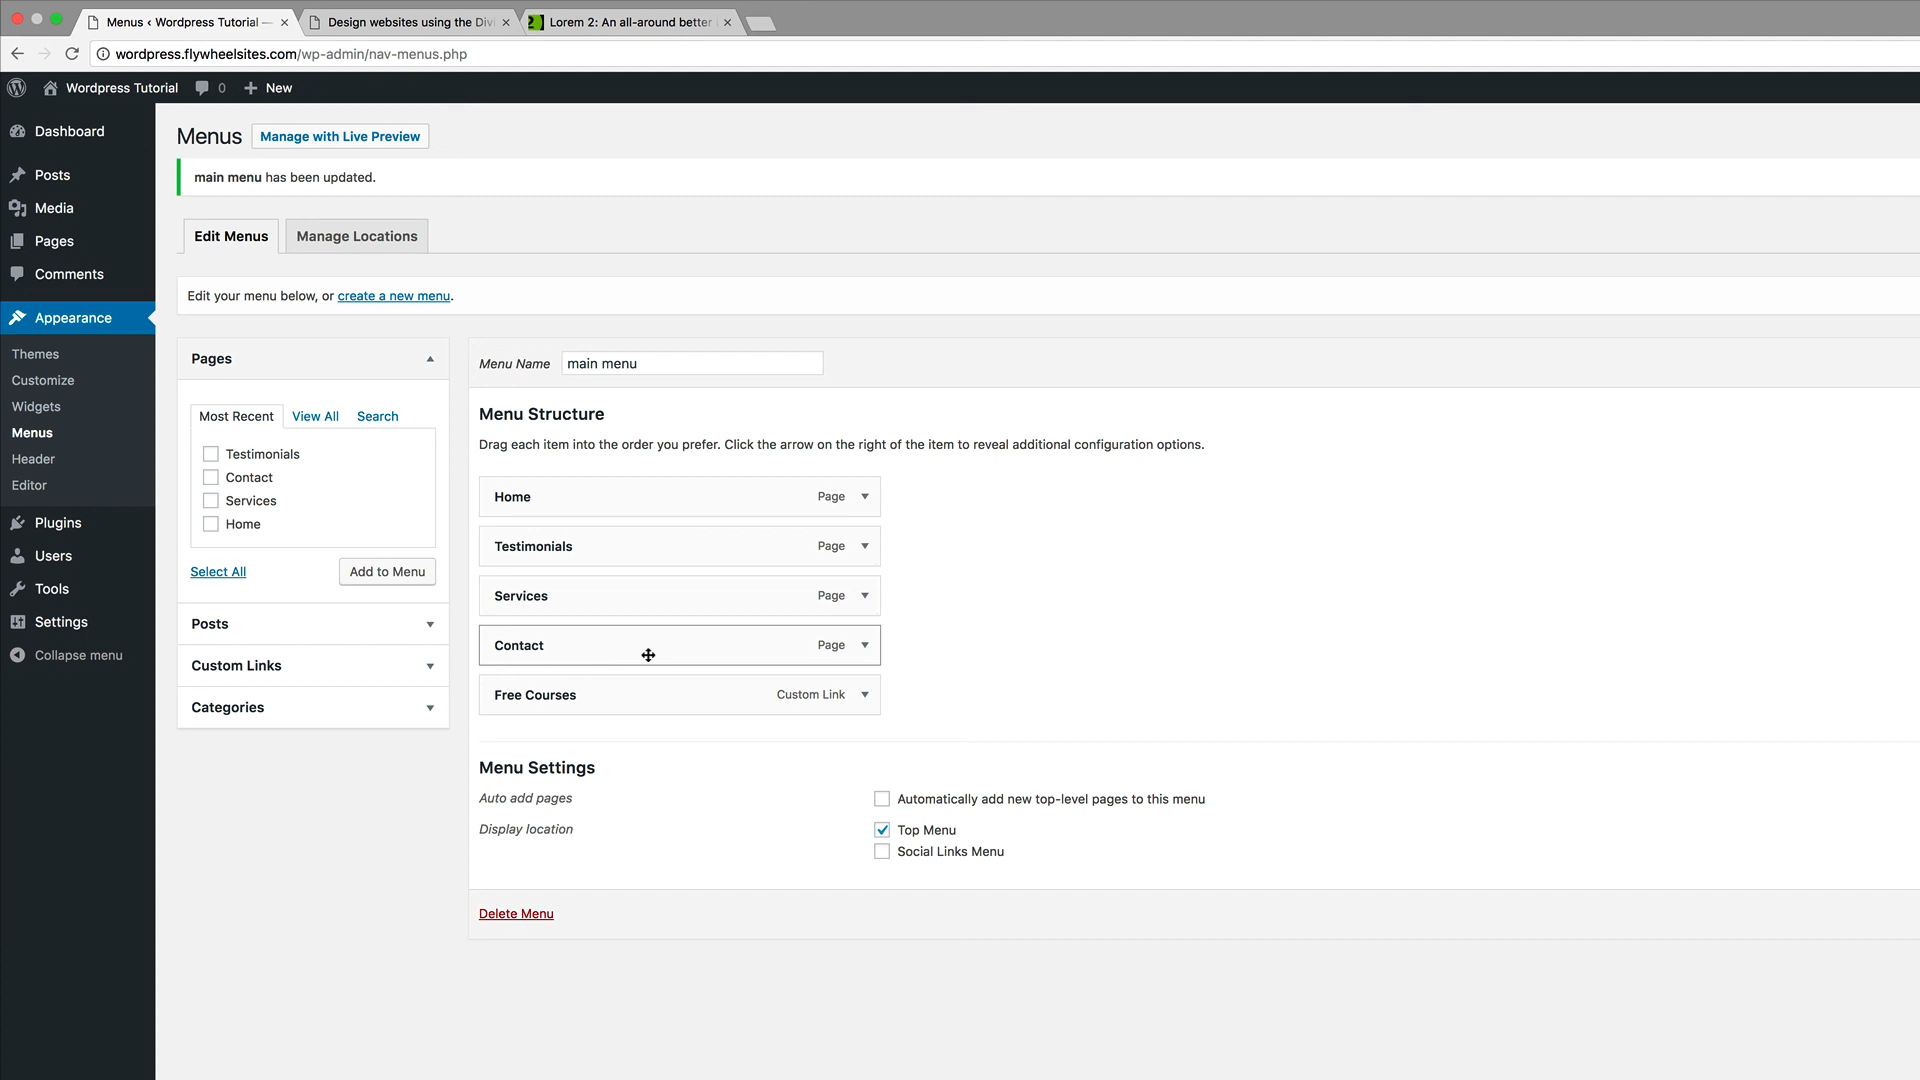 Menus ‹ Wordpress Tutorial —
Design websites using the Divi
Lorem 2: An all-around better
wordpress.flywheelsites.com/wp-admin/nav-menus.php
Wordpress Tutorial
0
New
Dashboard
Posts
Media
Pages
Comments
Appearance
Themes
Customize
Widgets
Menus
Header
Editor
Plugins
Users
Tools
Settings
Collapse menu
Menus
Manage with Live Preview
main menu has been updated.
Edit Menus
Manage Locations
Edit your menu below, or create a new menu.
Pages
Most Recent
View All
Search
Testimonials
Contact
Services
Home
Select All
Add to Menu
Posts
Custom Links
Categories
Menu Name
main menu
Menu Structure
Drag each item into the order you prefer. Click the arrow on the right of the item to reveal additional configuration options.
Home Page
Testimonials Page
Services Page
Contact Page
Free Courses Custom Link
Menu Settings
Auto add pages
Automatically add new top-level pages to this menu
Display location
Top Menu
Social Links Menu
Delete Menu